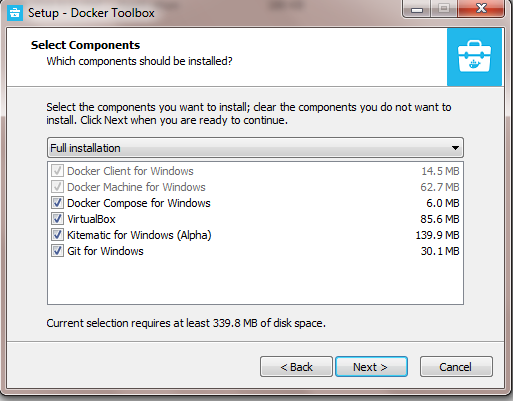 Setup - Docker Toolbox
Select Components
Which components should be installed?
Select the components you want to install; clear the components you do not want to
install. Click Next when you are ready to continue.
Full installation
Docker Client for Windows 14.5 MB
Docker Machine for Windows 62.7 MB
Docker Compose for Windows 6.0 MB
VirtualBox 85.6 MB
Kitematic for Windows (Alpha) 139.9 MB
Git for Windows 30.1 MB
Current selection requires at least 339.8 MB of disk space.
< Back Next > Cancel